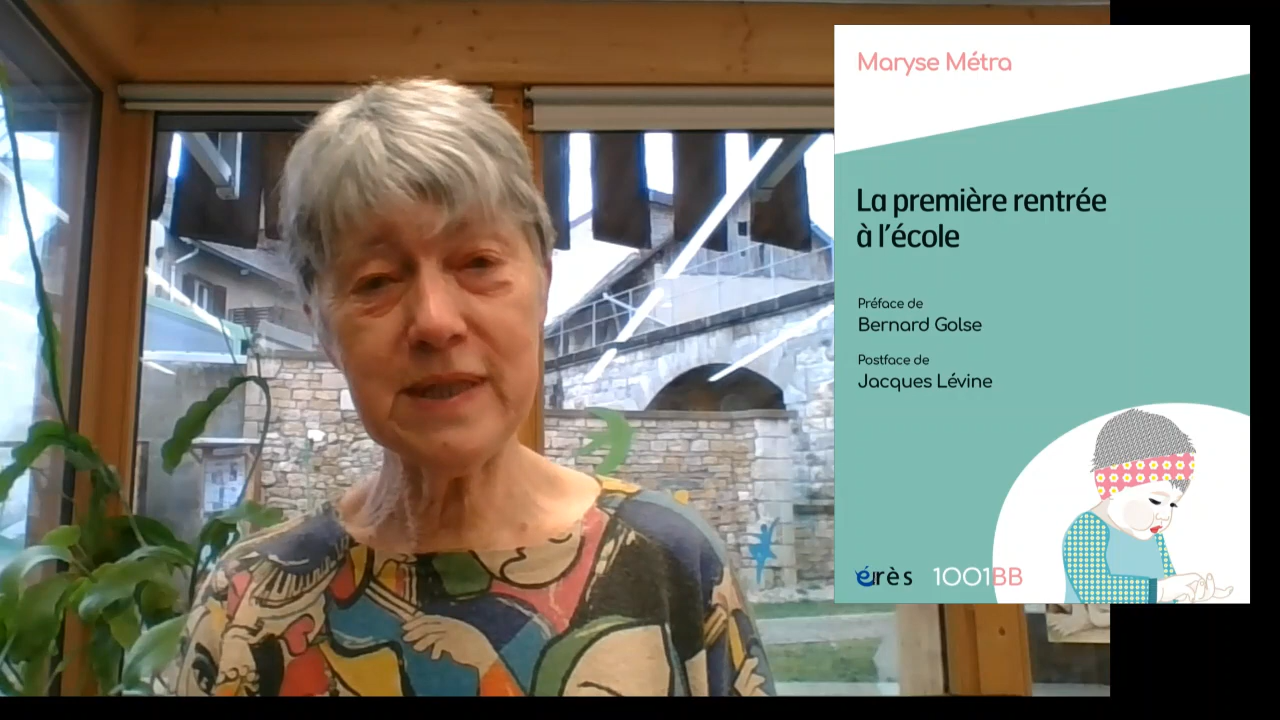 Maryse Métra
La première rentrée
à l'école
Préface de
Bernard Golse
Postface de
Jacques Lévine
érès 1001BB